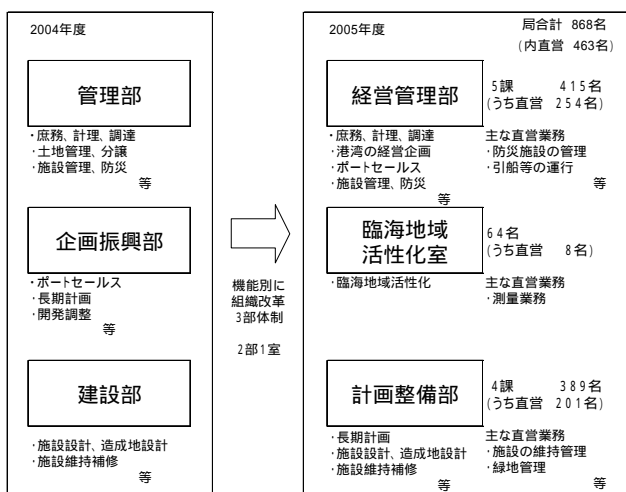 2004年度
管理部
・庶務、計理、調達
・土地管理、分譲
・施設管理、防災
等
企画振興部
・ポートセールス
・長期計画
・開発調整
等
建設部
・施設設計、造成地設計
・施設維持補修
等
機能別に
組織改革
3部体制
2部1室
2005年度
局合計 868名
(内直営 463名)
経営管理部
5課 415名
(うち直営 254名)
・庶務、計理、調達
・港湾の経営企画
・ポートセールス
・施設管理、防災
等
主な直営業務
・防災施設の管理
・引船等の運行
等
臨海地域
活性化室
64名
(うち直営 8名)
・臨海地域活性化
主な直営業務
・測量業務
計画整備部
4課 389名
(うち直営 201名)
・長期計画
・施設設計、造成地設計
・施設維持補修
等
主な直営業務
・施設の維持管理
・緑地管理
等